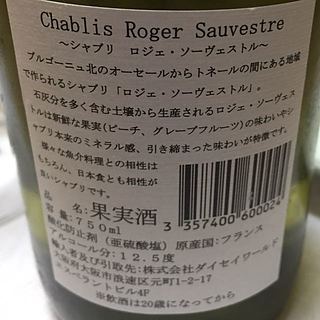 Chablis Roger Sauvestre
～シャブリ ロジェ・ソーヴェストル～
ブルゴーニュ北のオーセールからトネールの間にある地域
で作られるシャブリ「ロジェ・ソーヴェストル」。
石灰分を多く含む土壌から生産されるロジェ・ソーヴェス
トルは新鮮な果実(ピーチ、グレープフルーツ)の味わいやシ
ャブリ本来のミネラル感、引き締まった味わいが特徴です。
様々な魚介料理との相性は
もちろん、日本食とも相性が
良いシャブリです。
品 名:果実酒
容 量:750ml
酸化防止剤(亜硫酸塩) 原産国:フランス
アルコール分:12.5度
輸入者及び引取先:株式会社ダイセイワールド
大阪府大阪市浪速区元町1-2-17
エスペラントビル4F
※飲酒は20歳になってから
3 357400 600024